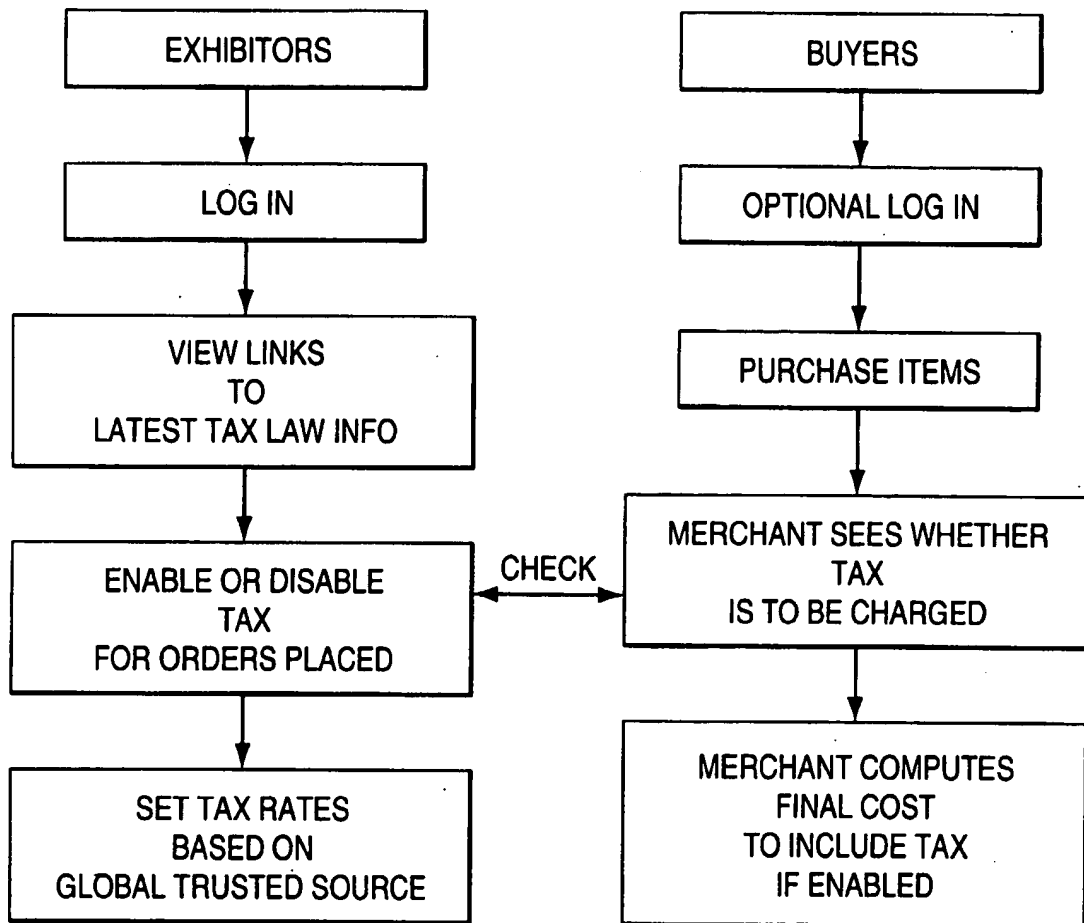 EXHIBITORS
LOG IN
VIEW LINKS
TO
LATEST TAX LAW INFO
ENABLE OR DISABLE
TAX
FOR ORDERS PLACED
SET TAX RATES
BASED ON
GLOBAL TRUSTED SOURCE
CHECK
BUYERS
OPTIONAL LOG IN
PURCHASE ITEMS
MERCHANT SEES WHETHER
TAX
IS TO BE CHARGED
MERCHANT COMPUTES
FINAL COST
TO INCLUDE TAX
IF ENABLED